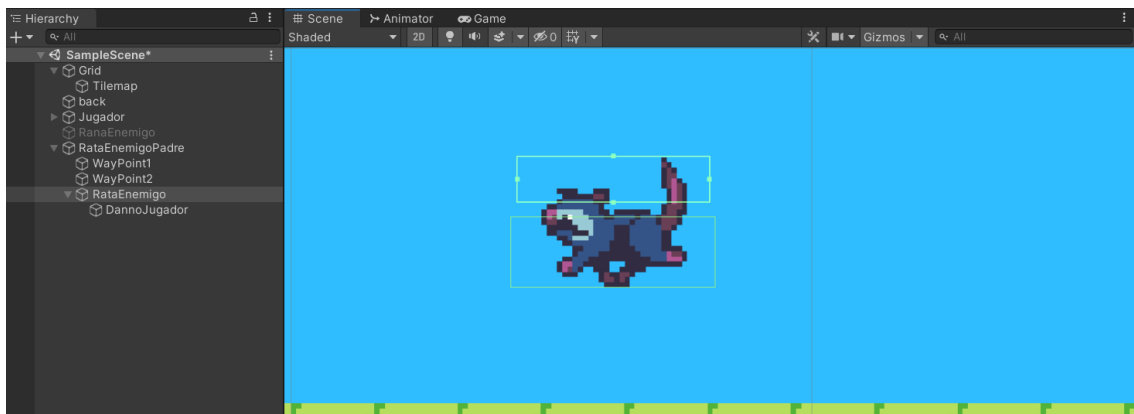 Hierarchy
Scene Animator Game
All
Shaded 2D 0 Gizmos All
SampleScene*
Grid
Tilemap
back
Jugador
RanaEnemigo
RataEnemigoPadre
WayPoint1
WayPoint2
RataEnemigo
DannoJugador